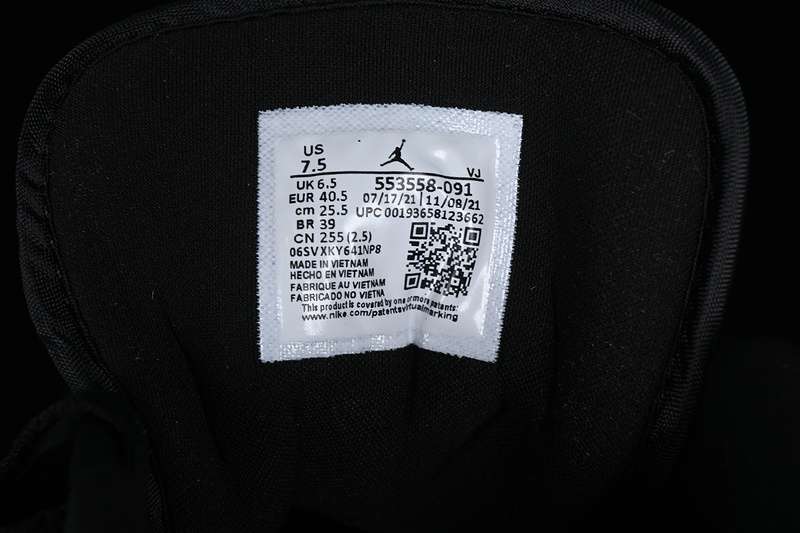 US
7.5
VJ
UK 6.5
553558-091
EUR 40.5
07/17/21 | 11/08/21
cm 25.5
UPC 00193658123662
BR 39
CN 255 (2.5)
06SVXKY641NP8
MADE IN VIETNAM
HECHO EN VIETNAM
FABRIQUE AU VIETNAM
FABRICADO NO VIETNA
This product is covered by one or more patents:
www.nike.com/patentsvirtualmarking